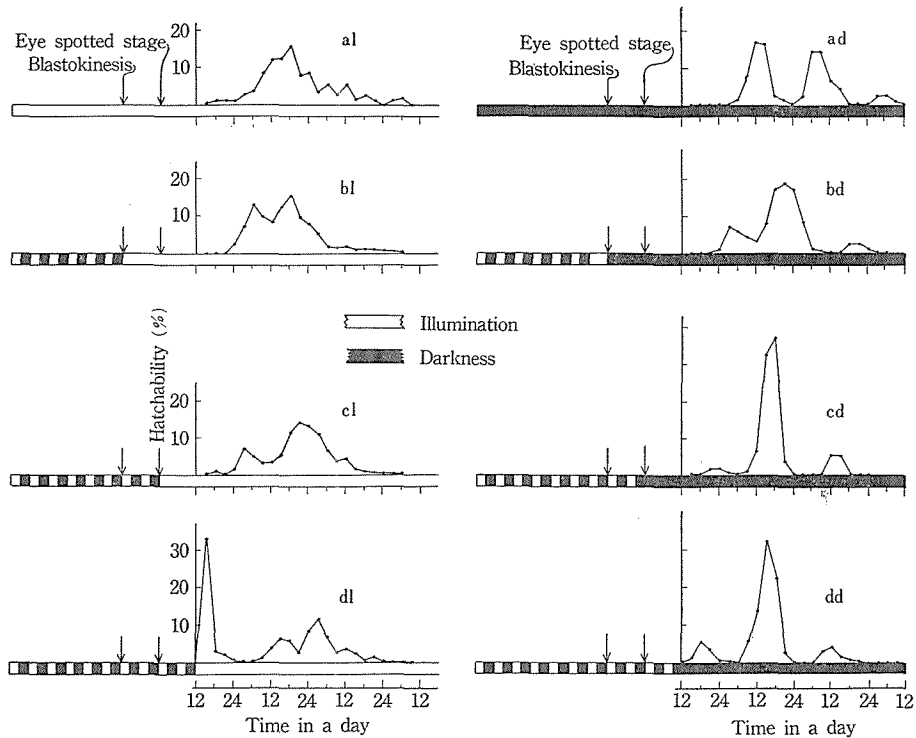 al
20
10
Eye spotted stage
Blastokinesis
ad
Eye spotted stage
Blastokinesis
bl
20
10
bd
Illumination
Darkness
Hatchability (%)
cl
20
10
cd
dl
30
20
10
12 24 12 24 12 24 12
Time in a day
dd
12 24 12 24 12 24 12
Time in a day